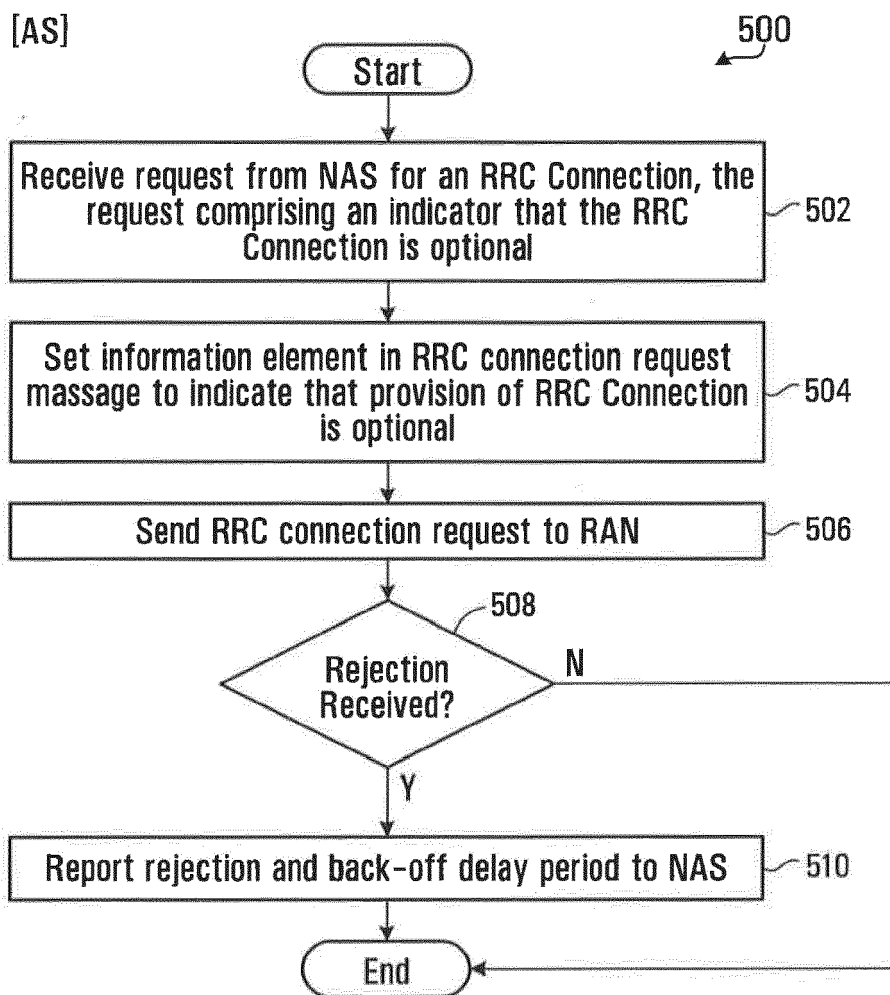 [AS]
500
Start
Receive request from NAS for an RRC Connection, the
request comprising an indicator that the RRC
Connection is optional
502
Set information element in RRC connection request
massage to indicate that provision of RRC Connection
is optional
504
Send RRC connection request to RAN
506
508
Rejection
Received?
N
Y
Report rejection and back-off delay period to NAS
510
End